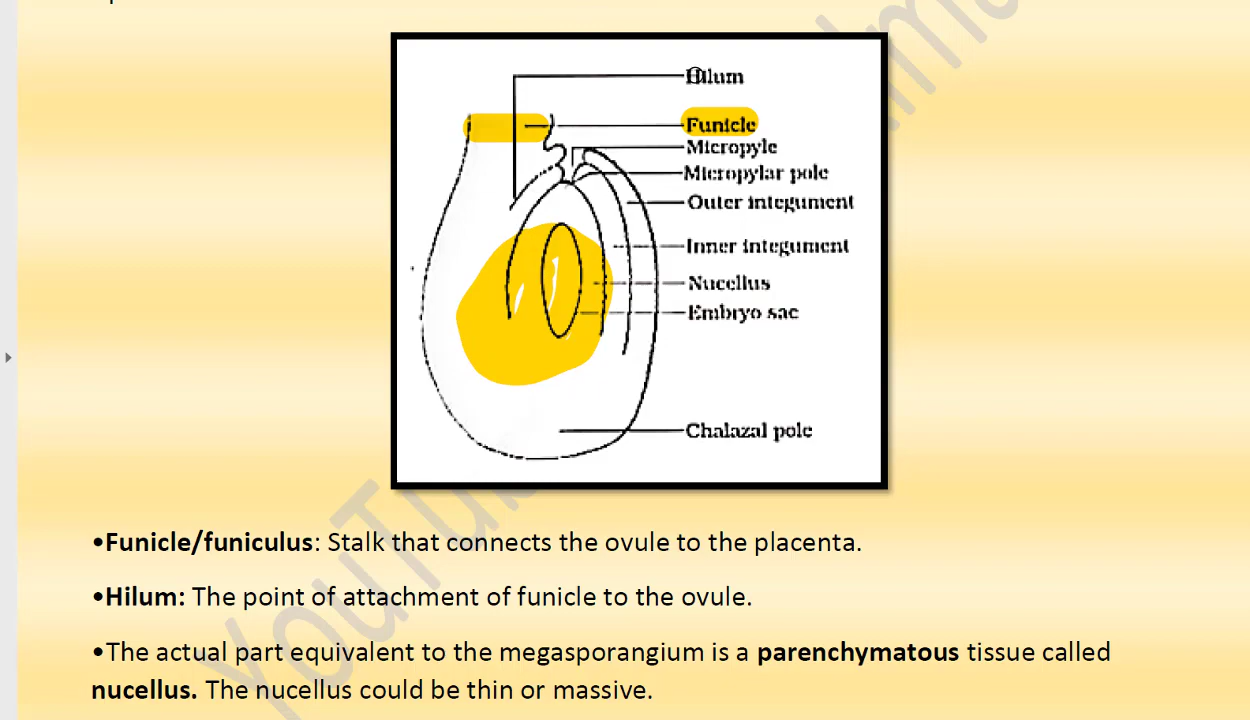 Hilum
Funicle
Micropyle
Micropylar pole
Outer integument
Inner integument
Nucellus
Embryo sac
Chalazal pole
•Funicle/funiculus: Stalk that connects the ovule to the placenta.
•Hilum: The point of attachment of funicle to the ovule.
•The actual part equivalent to the megasporangium is a parenchymatous tissue called
nucellus. The nucellus could be thin or massive.